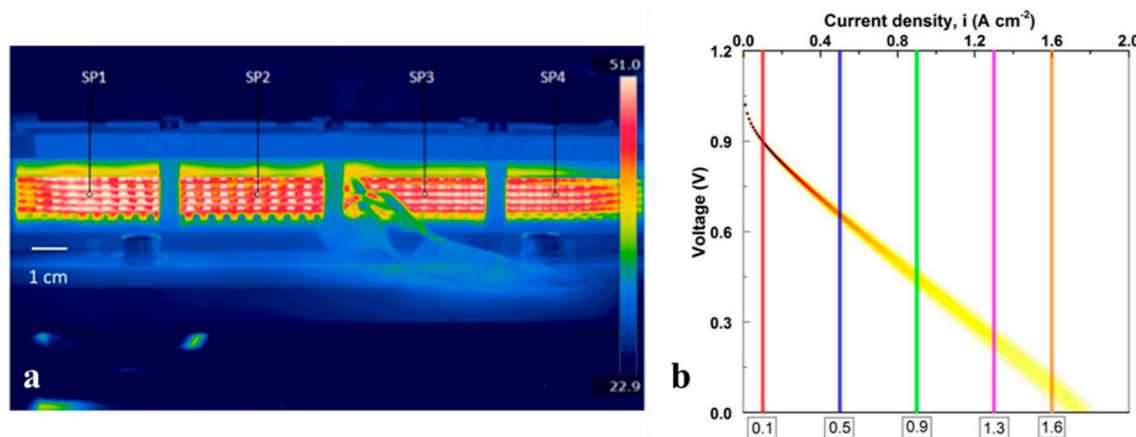 51.0
SP1 SP2 SP3 SP4
1 cm
22.9
a
Current density, i (A cm-2)
0.0 0.4 0.8 1.2 1.6 2.0
1.2
0.9
0.6
0.3
0.0
Voltage (V)
0.1 0.5 0.9 1.3 1.6
b